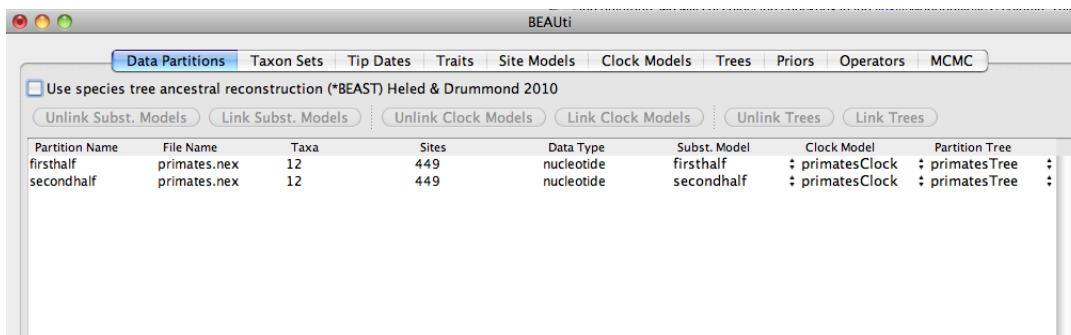 BEAUti
Data Partitions Taxon Sets Tip Dates Traits Site Models Clock Models Trees Priors Operators MCMC
Use species tree ancestral reconstruction (*BEAST) Heled & Drummond 2010
Unlink Subst. Models Link Subst. Models Unlink Clock Models Link Clock Models Unlink Trees Link Trees
Partition Name File Name Taxa Sites Data Type Subst. Model Clock Model Partition Tree
firsthalf primates.nex 12 449 nucleotide firsthalf primatesClock primatesTree
secondhalf primates.nex 12 449 nucleotide secondhalf primatesClock primatesTree